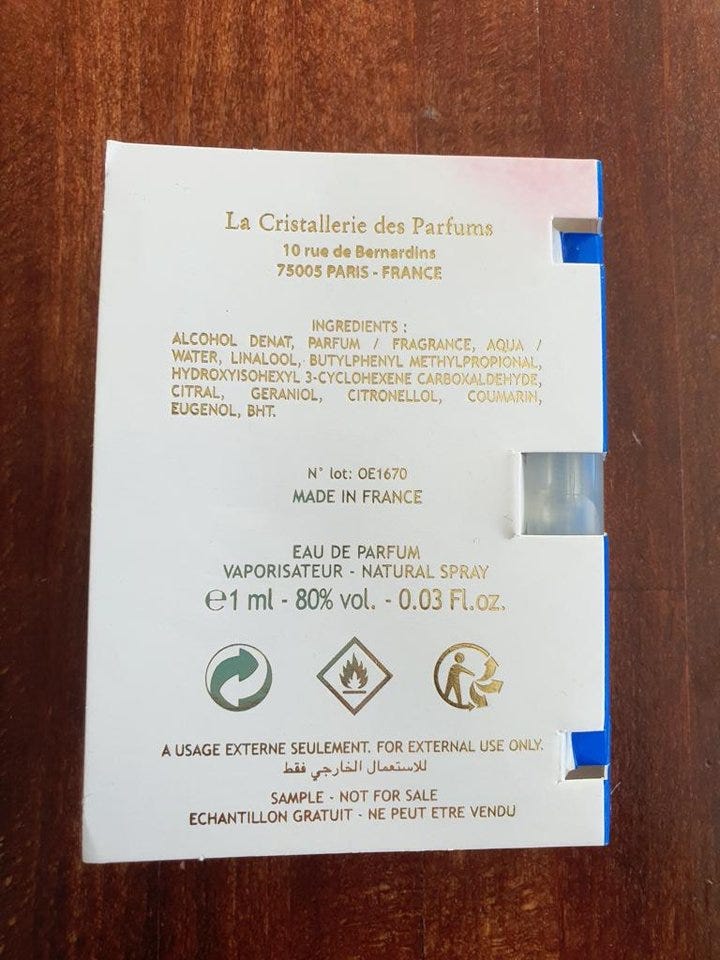 La Cristallerie des Parfums
10 rue de Bernardins
75005 PARIS - FRANCE
INGREDIENTS :
ALCOHOL DENAT, PARFUM / FRAGRANCE, AQUA /
WATER, LINALOOL, BUTYLPHENYL METHYLPROPIONAL,
HYDROXYISOHEXYL 3-CYCLOHEXENE CARBOXALDEHYDE,
CITRAL, GERANIOL, CITRONELLOL, COUMARIN,
EUGENOL, BHT.
N° lot: OE1670
MADE IN FRANCE
EAU DE PARFUM
VAPORISATEUR - NATURAL SPRAY
℮1 ml - 80% vol. - 0.03 Fl.oz.
A USAGE EXTERNE SEULEMENT. FOR EXTERNAL USE ONLY.
للاستعمال الخارجي فقط
SAMPLE - NOT FOR SALE
ECHANTILLON GRATUIT - NE PEUT ETRE VENDU